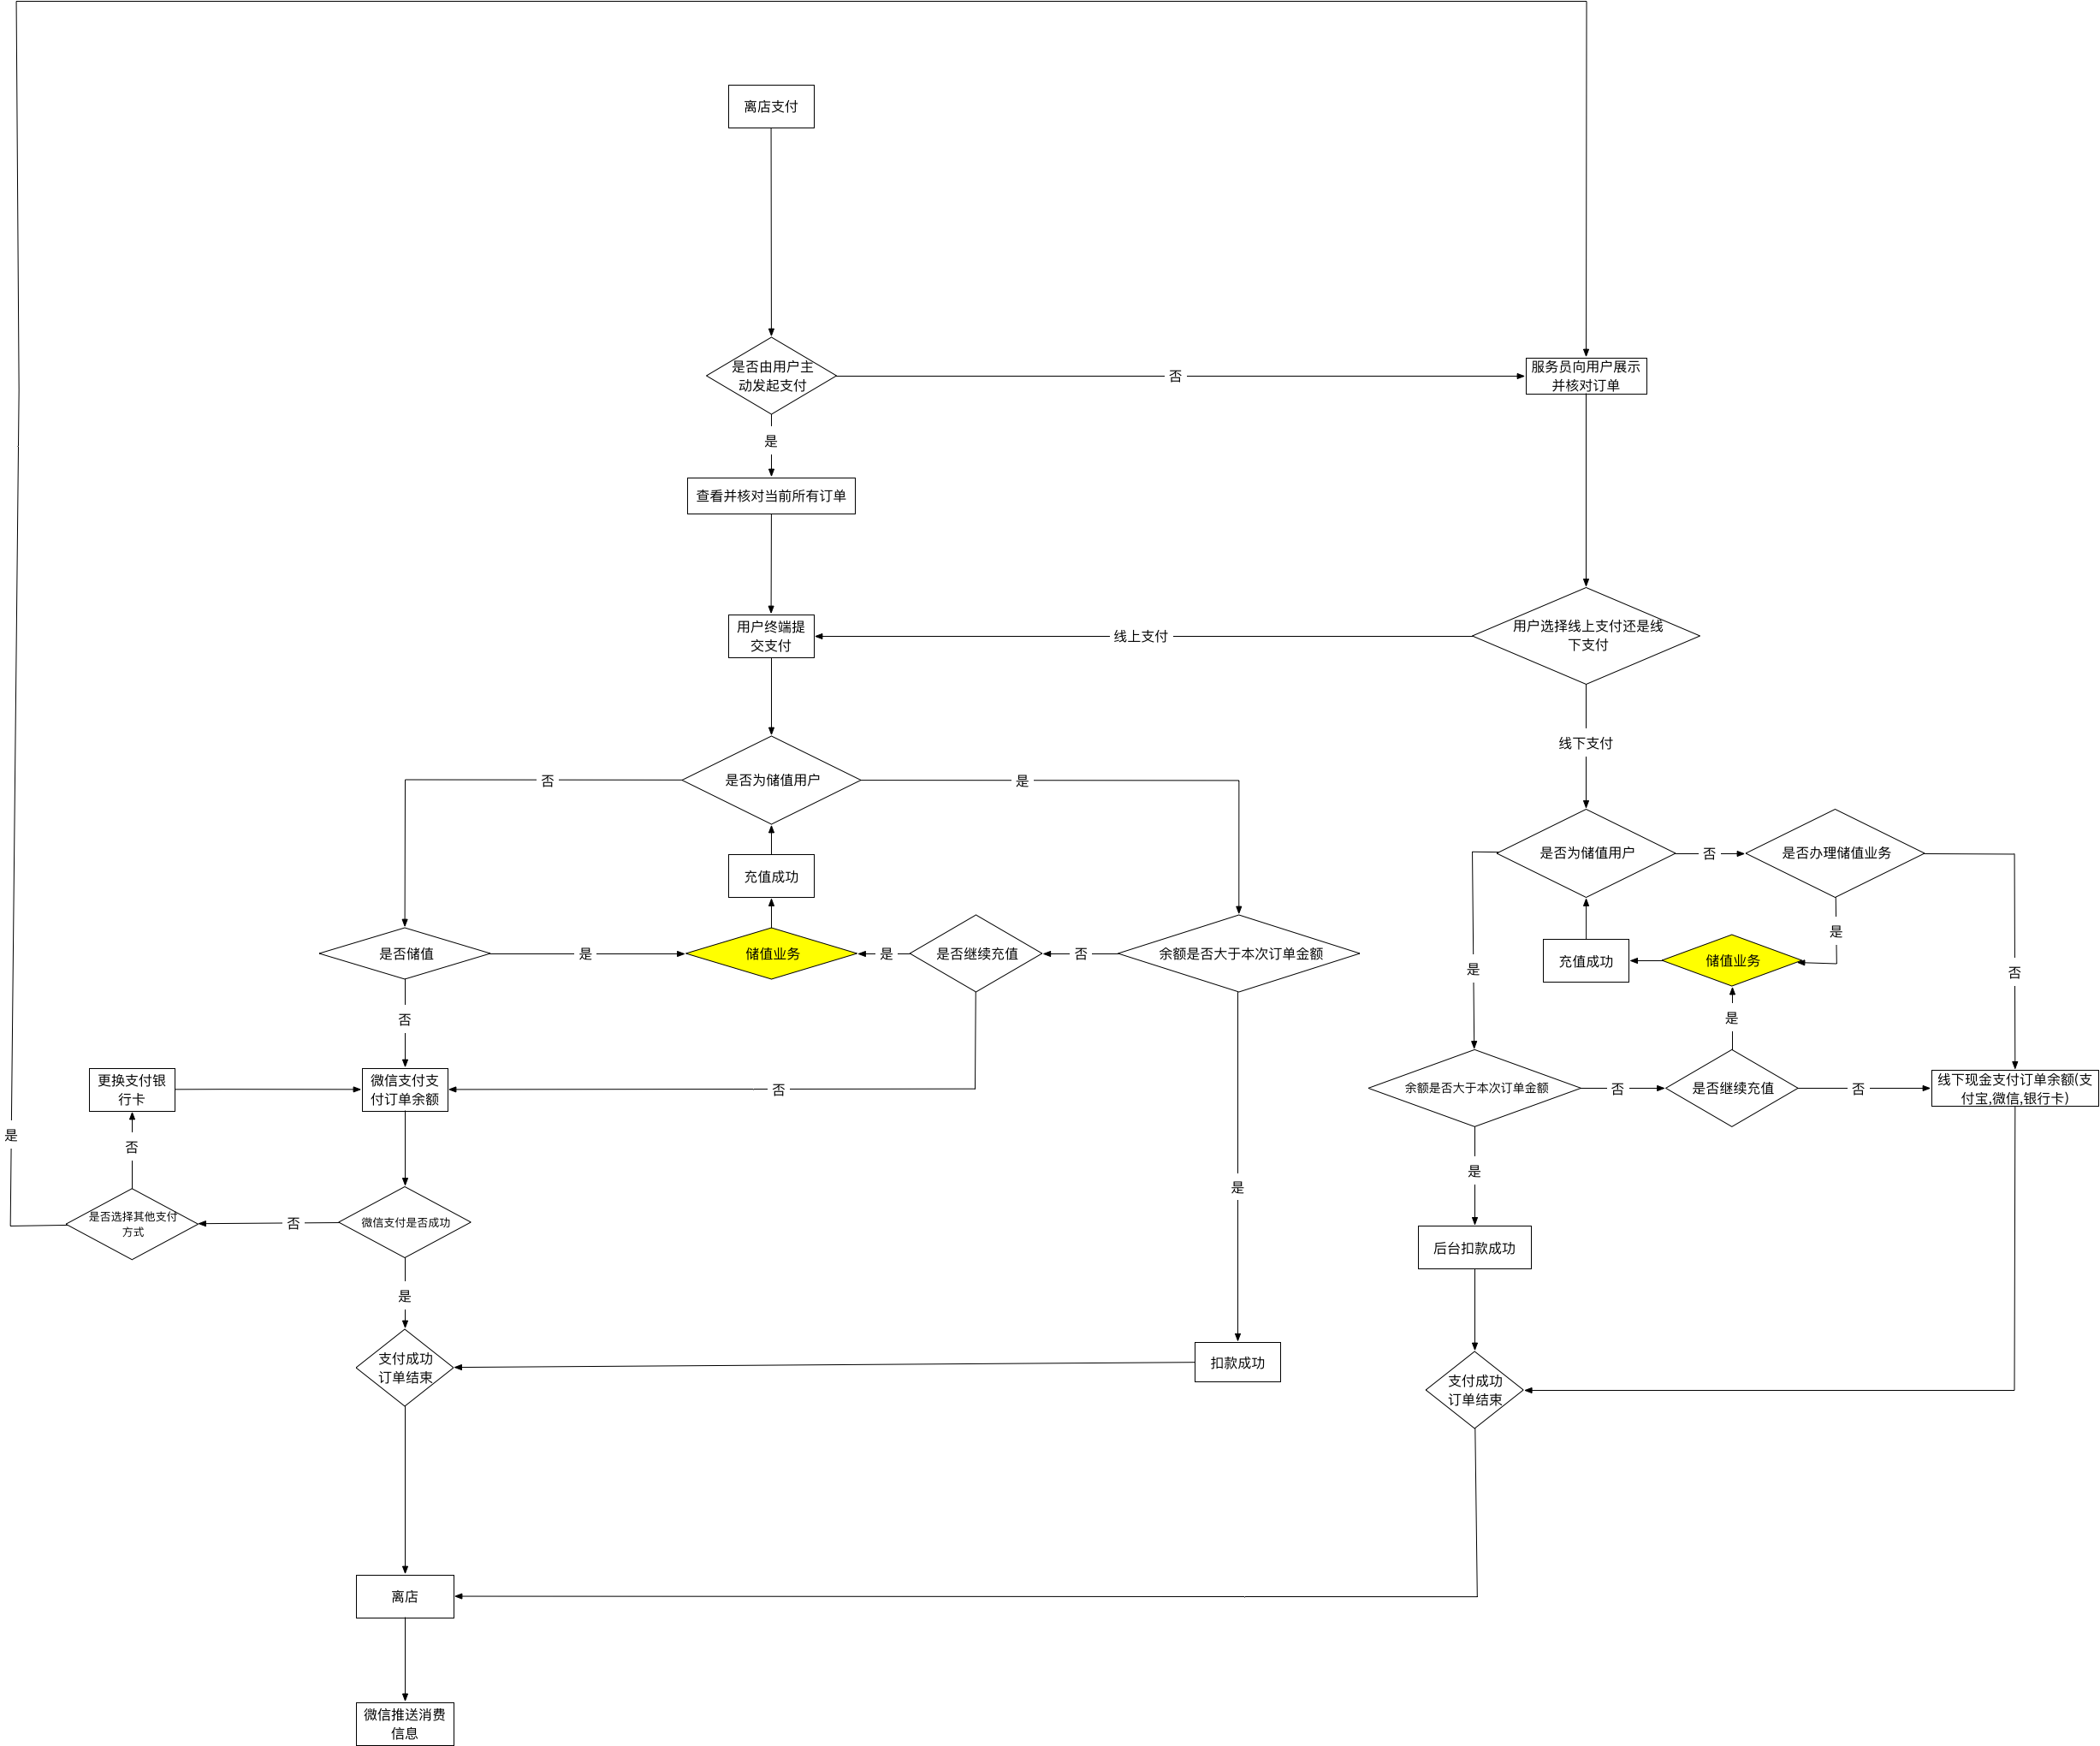 离店支付
是否由用户主
动发起支付
否
服务员向用户展示
并核对订单
是
查看并核对当前所有订单
用户终端提
交支付
线上支付
用户选择线上支付还是线
下支付
线下支付
否
是否为储值用户
是
是否为储值用户
否
是否办理储值业务
充值成功
是否储值
是
储值业务
是
是否继续充值
否
余额是否大于本次订单金额
是
充值成功
储值业务
是
否
否
是
更换支付银
行卡
微信支付支
付订单余额
否
余额是否大于本次订单金额
否
是否继续充值
否
线下现金支付订单余额(支
付宝,微信,银行卡)
是
否
是
是
是否选择其他支付
方式
否
微信支付是否成功
后台扣款成功
是
支付成功
订单结束
扣款成功
支付成功
订单结束
离店
微信推送消费
信息